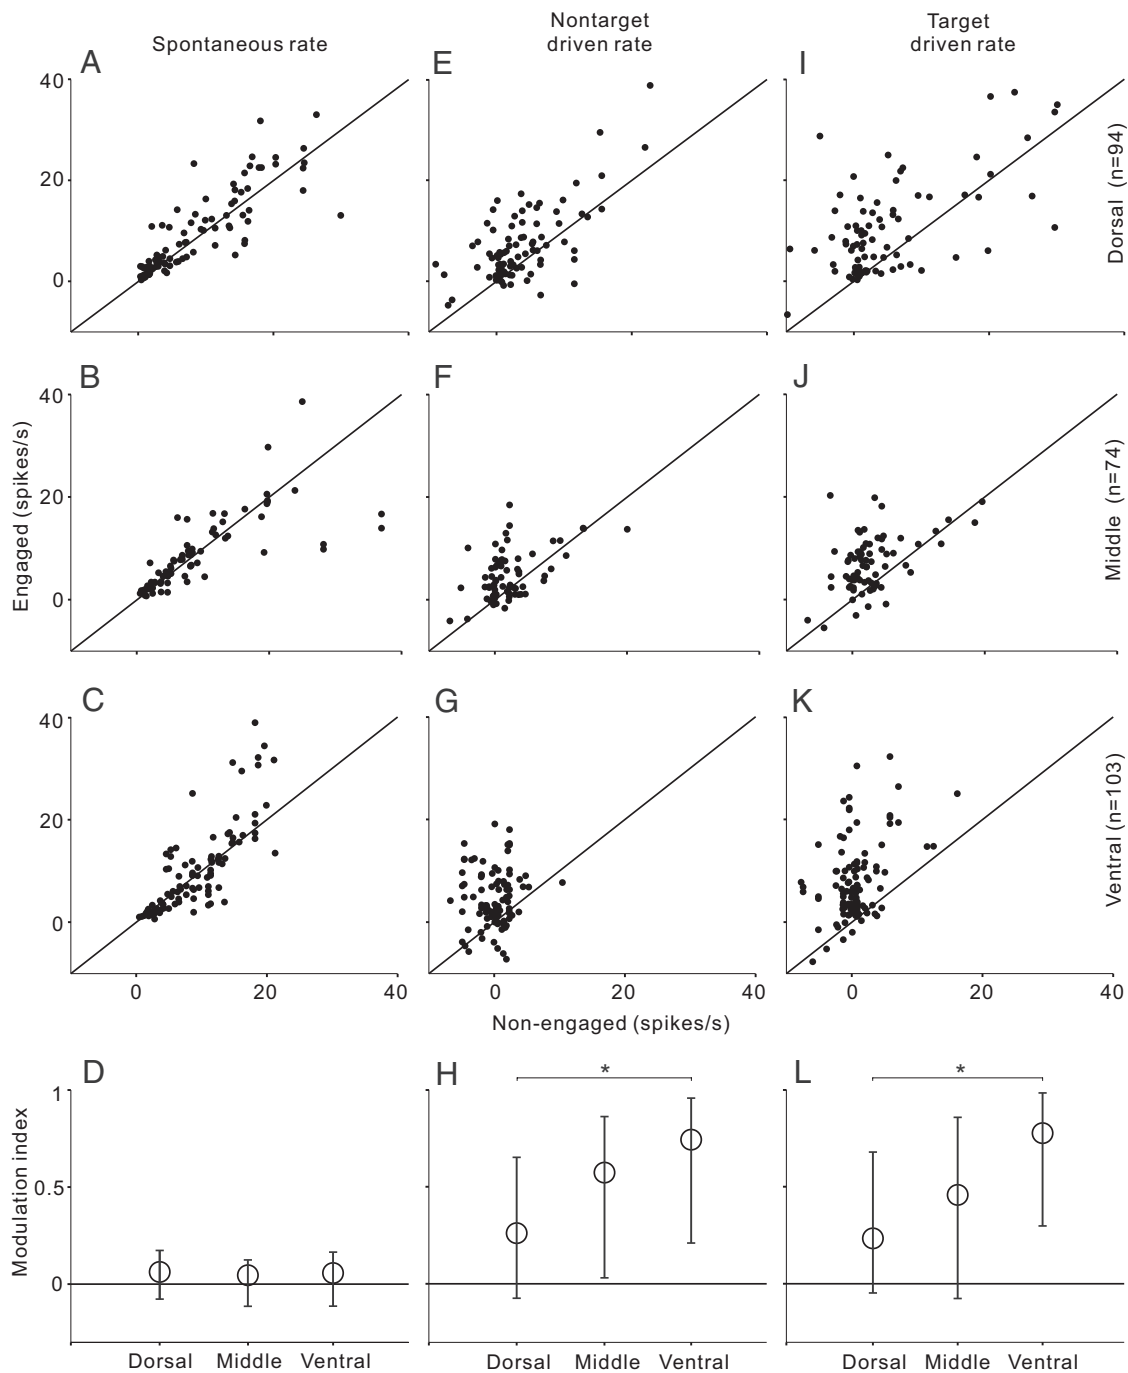 Spontaneous rate
Nontarget
driven rate
Target
driven rate
A
E
I
40
20
0
Dorsal (n=94)
B
F
J
40
20
0
Engaged (spikes/s)
Middle (n=74)
C
G
K
40
20
0
Ventral (n=103)
0 20 40
0 20 40
0 20 40
Non-engaged (spikes/s)
D
H
L
*
*
1
0.5
0
Modulation index
Dorsal Middle Ventral
Dorsal Middle Ventral
Dorsal Middle Ventral